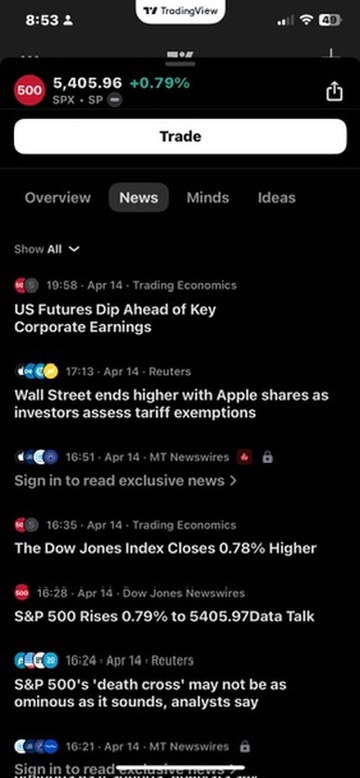 TradingView
8:53
49
500
5,405.96 +0.79%
SPX • SP
Trade
Overview News Minds Ideas
Show All
19:58 · Apr 14 · Trading Economics
US Futures Dip Ahead of Key
Corporate Earnings
17:13 · Apr 14 · Reuters
Wall Street ends higher with Apple shares as
investors assess tariff exemptions
16:51 · Apr 14 · MT Newswires
Sign in to read exclusive news
16:35 · Apr 14 · Trading Economics
The Dow Jones Index Closes 0.78% Higher
500 16:28 · Apr 14 · Dow Jones Newswires
S&P 500 Rises 0.79% to 5405.97Data Talk
16:24 · Apr 14 · Reuters
S&P 500's 'death cross' may not be as
ominous as it sounds, analysts say
16:21 · Apr 14 · MT Newswires
Sign in to read exclusive news